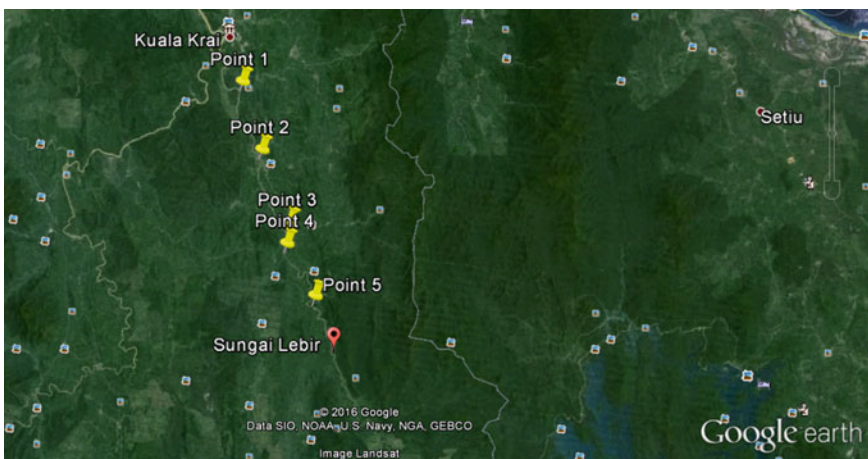 Kuala Krai
Point 1
Point 2
Setiu
Point 3
Point 4
Point 5
Sungai Lebir
© 2016 Google
Data SIO, NOAA, U.S. Navy, NGA, GEBCO
Google earth
Image Landsat